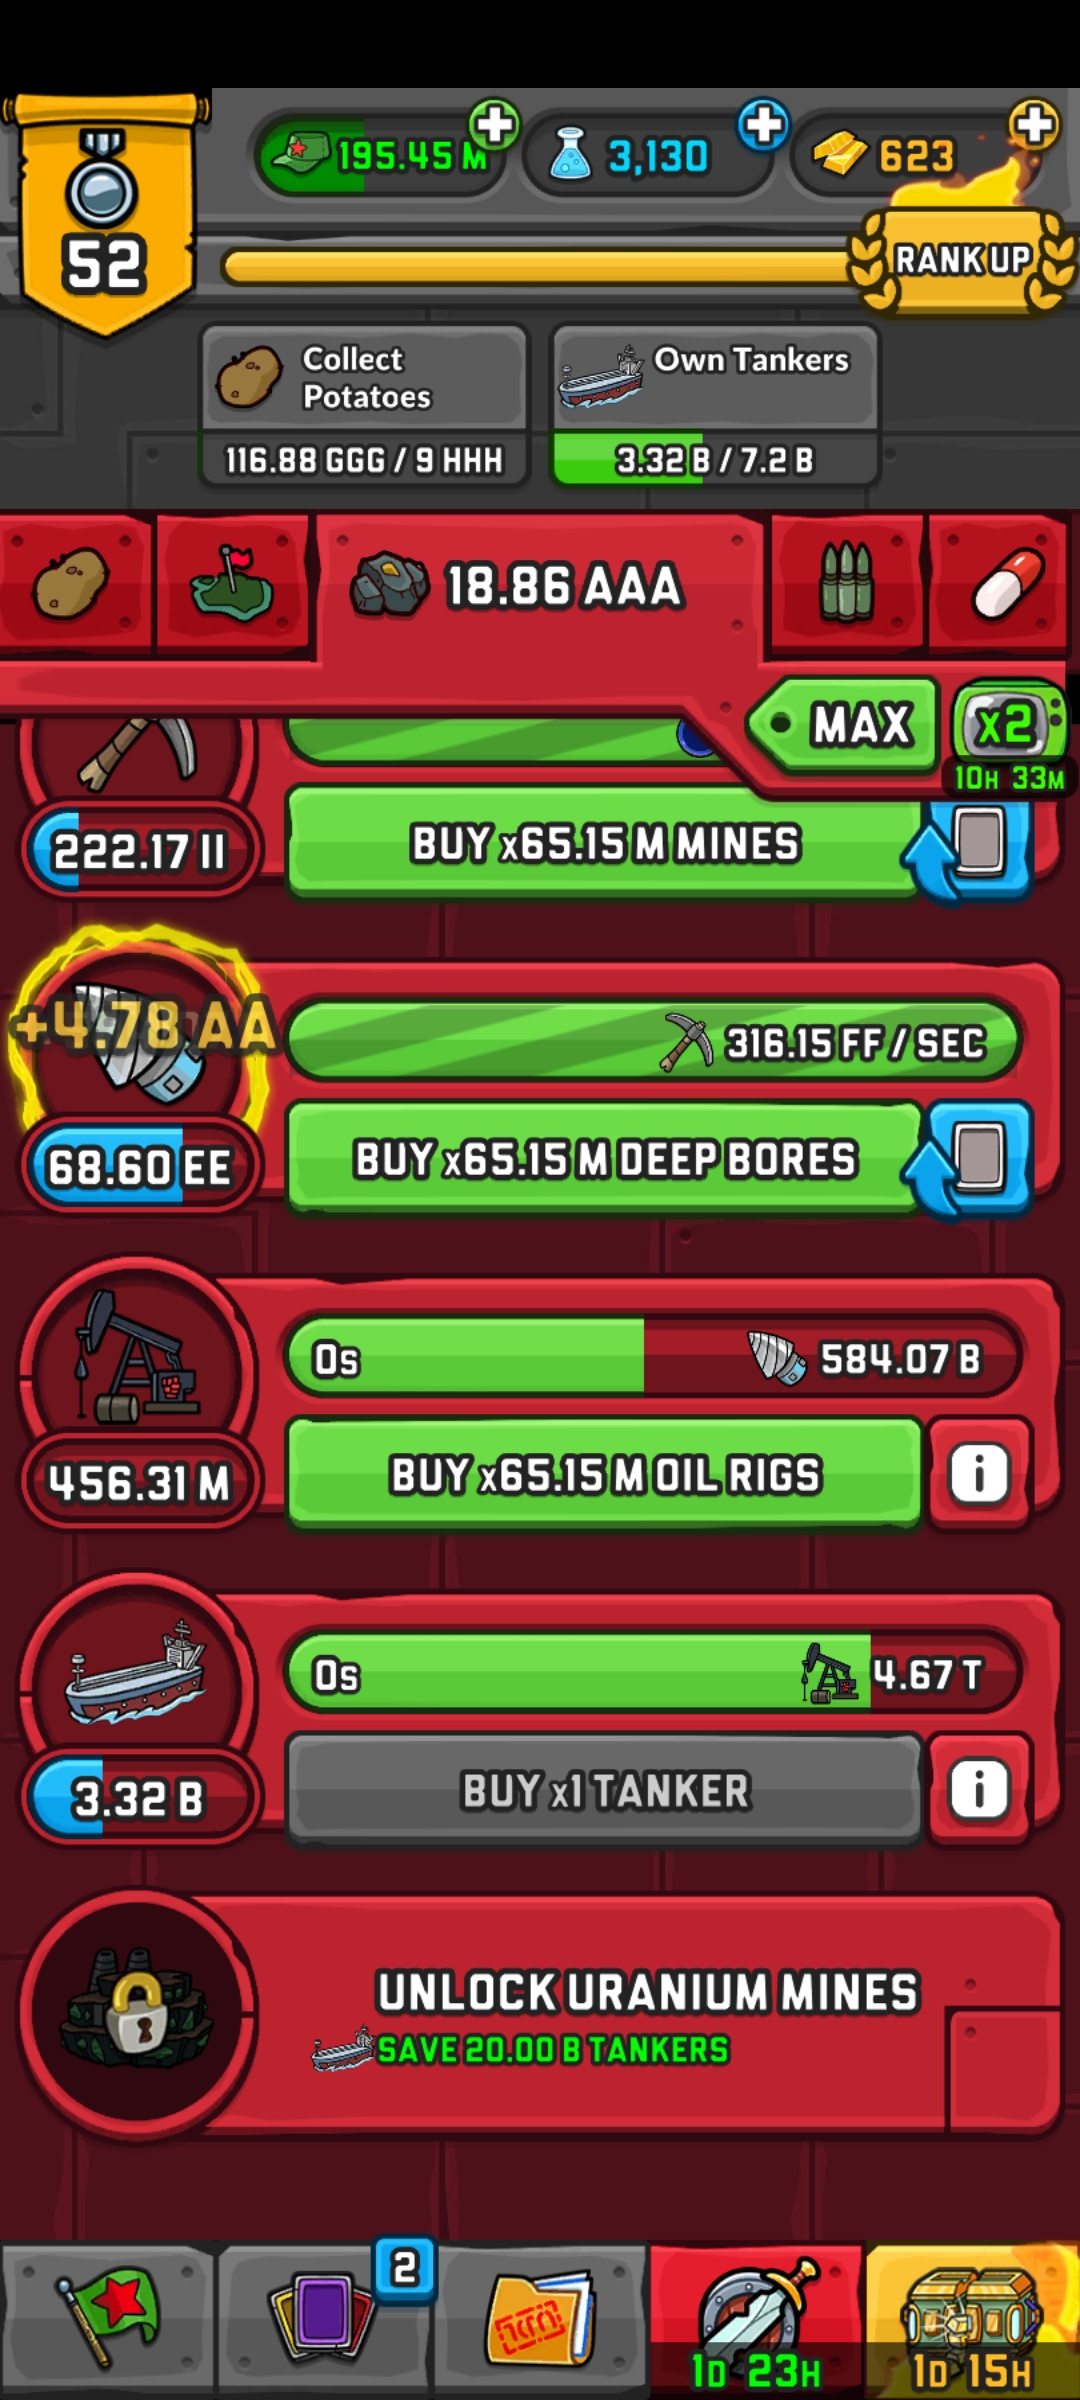 52
195.45 M
3,130
623
RANK UP
Collect
Potatoes
116.88 GGG / 9 HHH
Own Tankers
3.32 B / 7.2 B
18.86 AAA
MAX
X2
10H 33M
222.17 II
BUY x65.15 M MINES
+4.78 AA
316.15 FF / SEC
68.60 EE
BUY x65.15 M DEEP BORES
0s
584.07 B
456.31 M
BUY x65.15 M OIL RIGS
i
0s
4.67 T
3.32 B
BUY x1 TANKER
i
UNLOCK URANIUM MINES
SAVE 20.00 B TANKERS
2
1D 23H
1D 15H